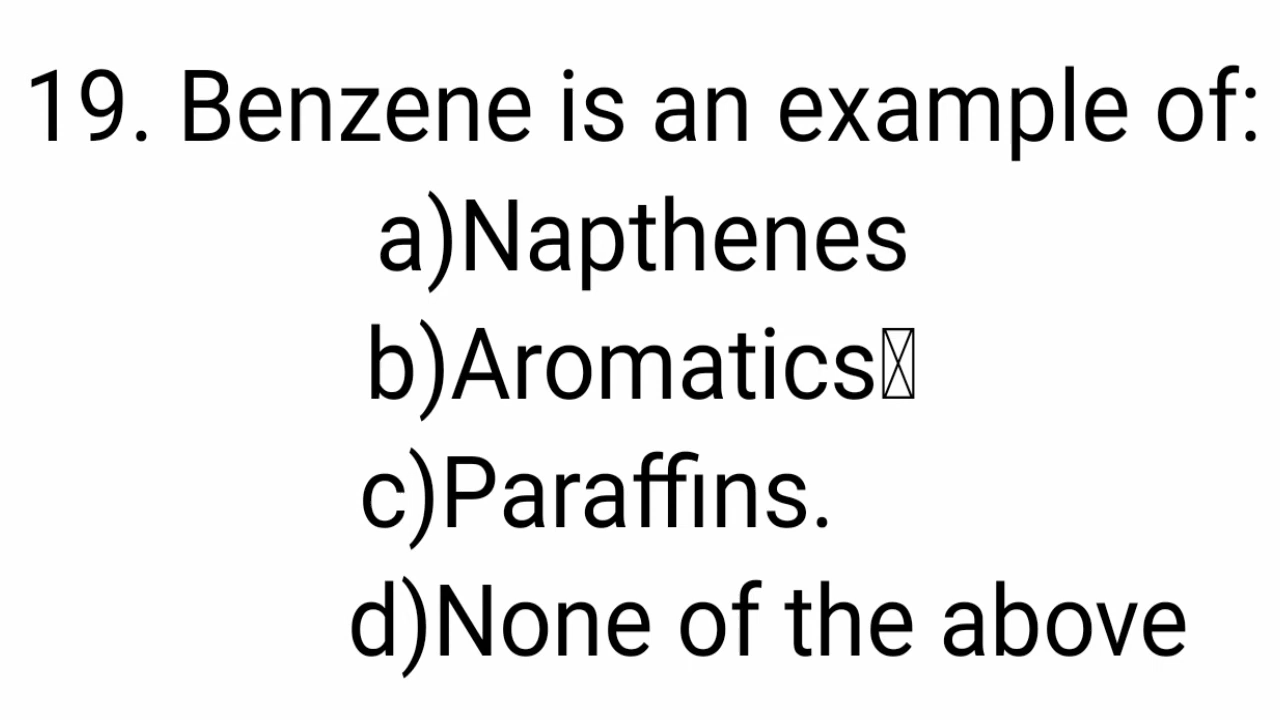 19. Benzene is an example of:
a)Napthenes
b)Aromatics
c)Paraffins.
d)None of the above